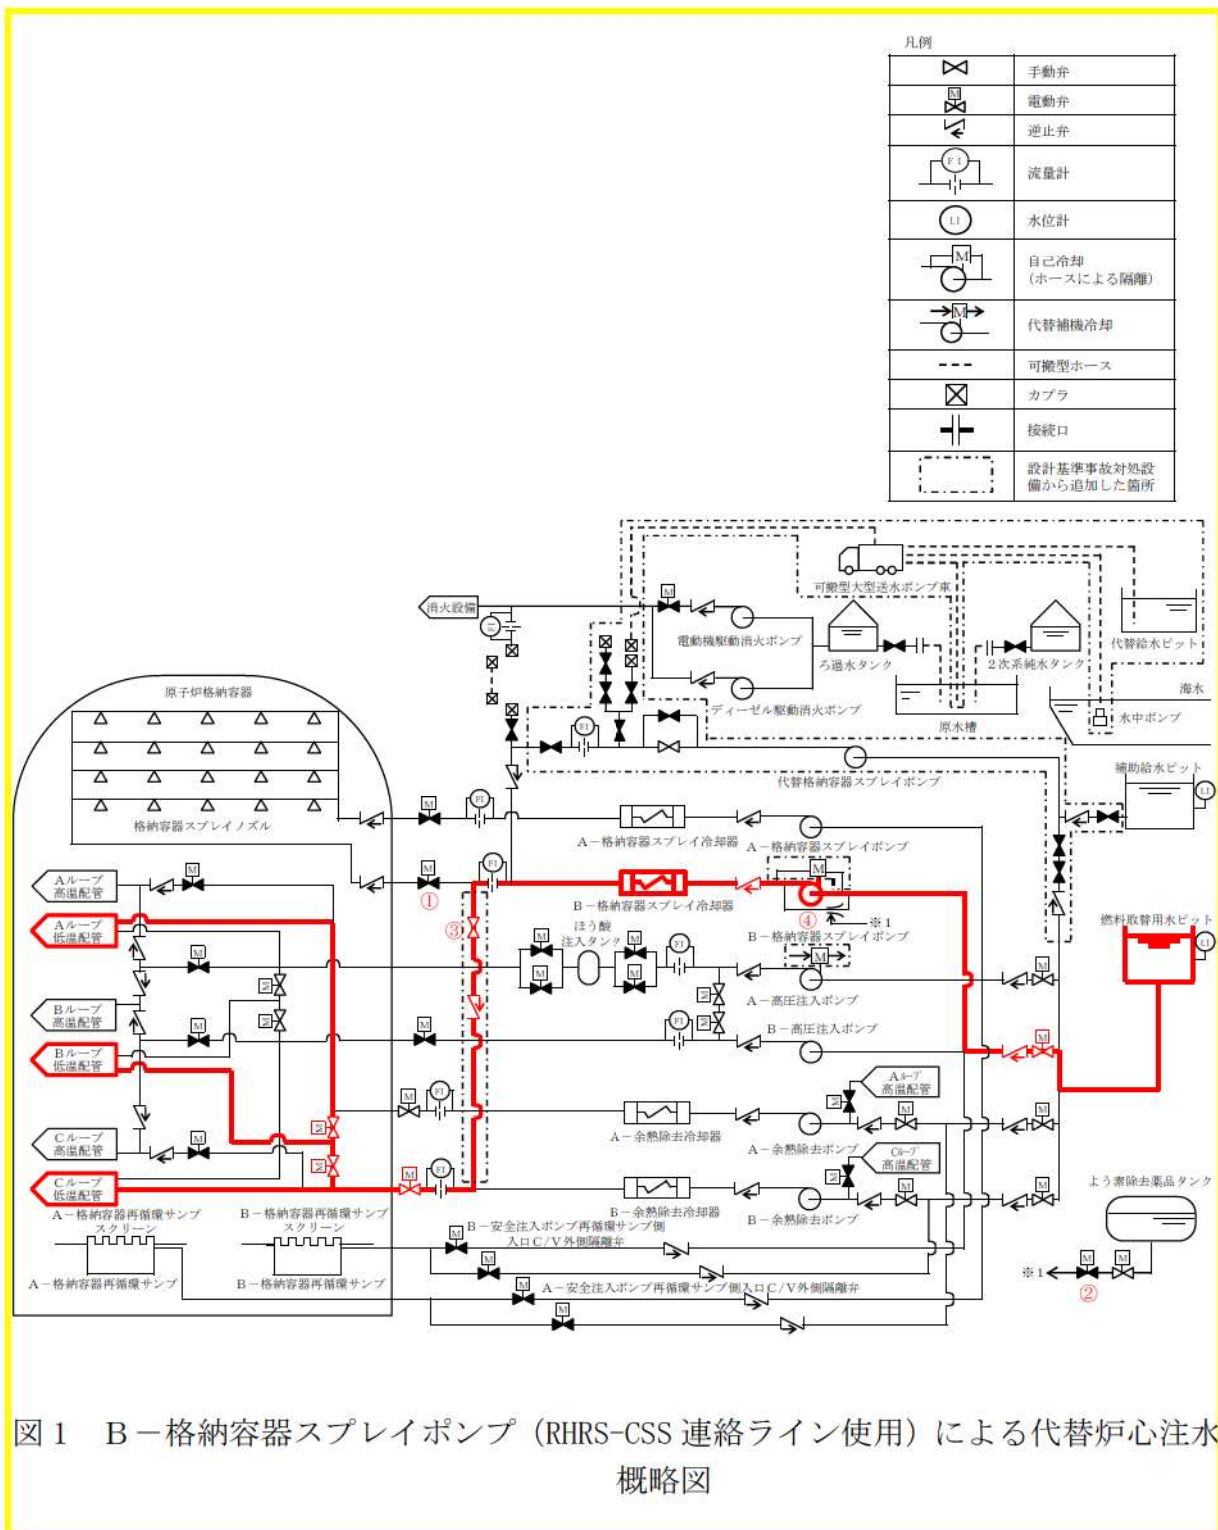 凡例
手動弁
M
電動弁
逆止弁
FI
流量計
LI
水位計
M
自己冷却
(ホースによる隔離)
M
代替補機冷却
可搬型ホース
カプラ
接続口
設計基準事故対処設
備から追加した箇所
可搬型大型送水ポンプ車
消火設備
M
FI
電動機駆動消火ポンプ
ろ過水タンク
2次系純水タンク
代替給水ピット
海水
水中ポンプ
原水槽
ディーゼル駆動消火ポンプ
FI
代替格納容器スプレイポンプ
補助給水ピット
LI
原子炉格納容器
格納容器スプレイノズル
M
FI
A-格納容器スプレイ冷却器
A-格納容器スプレイポンプ
M
①
FI
B-格納容器スプレイ冷却器
M
④
※1
B-格納容器スプレイポンプ
③
燃料取替用水ピット
LI
Aループ
高温配管
M
Aループ
低温配管
M
ほう酸
注入タンク
M
M
M
M
FI
M
A-高圧注入ポンプ
M
M
M
Bループ
高温配管
M
M
M
FI
B-高圧注入ポンプ
M
Bループ
低温配管
M
FI
A-余熱除去冷却器
A-余熱除去ポンプ
Aループ
高温配管
M
M
M
Cループ
高温配管
M
M
M
Cループ
低温配管
M
FI
B-余熱除去冷却器
B-余熱除去ポンプ
Cループ
高温配管
M
M
M
よう素除去薬品タンク
A-格納容器再循環サンプ
スクリーン
B-格納容器再循環サンプ
スクリーン
A-格納容器再循環サンプ
B-格納容器再循環サンプ
B-安全注入ポンプ再循環サンプ側
入口C/V外側隔離弁
M
M
A-安全注入ポンプ再循環サンプ側入口C/V外側隔離弁
M
M
※1
M
M
②
図1 B-格納容器スプレイポンプ(RHRS-CSS連絡ライン使用)による代替炉心注水
概略図